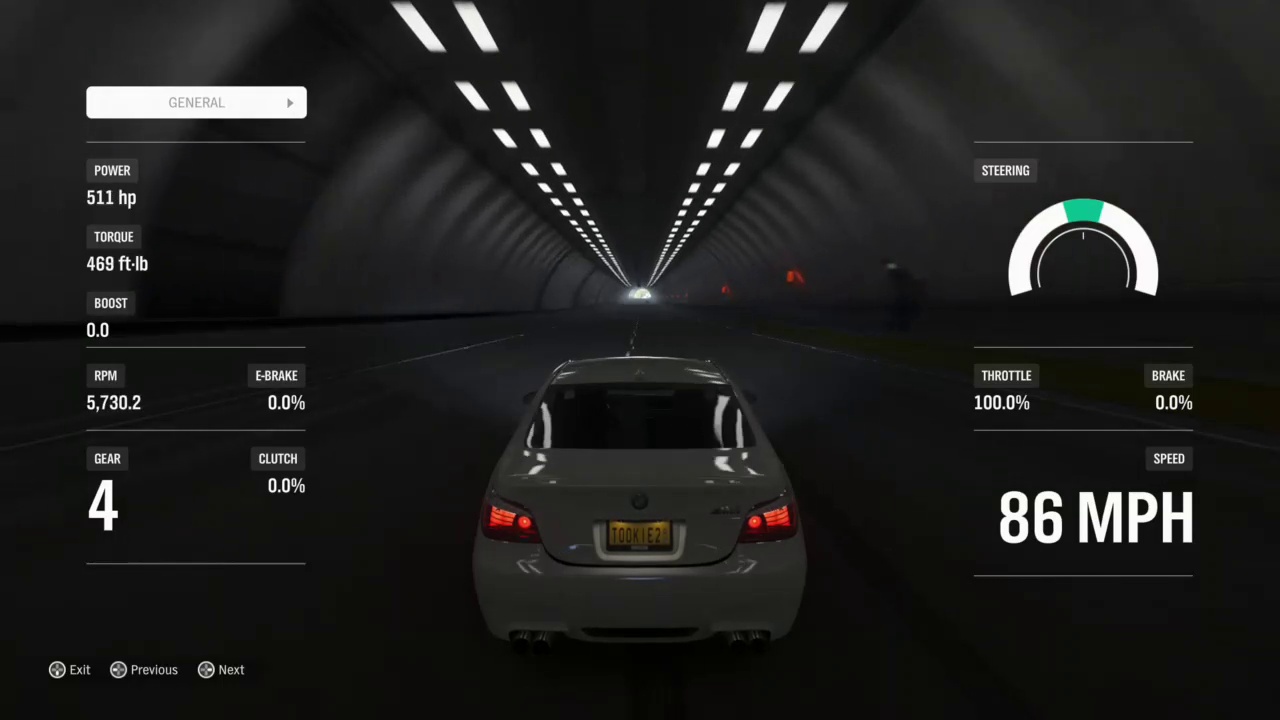 GENERAL
POWER
511 hp
TORQUE
469 ft·lb
BOOST
0.0
RPM
E-BRAKE
5,730.2
0.0%
GEAR
CLUTCH
4
0.0%
STEERING
THROTTLE
BRAKE
100.0%
0.0%
SPEED
86 MPH
TOOKIE2
Exit
Previous
Next